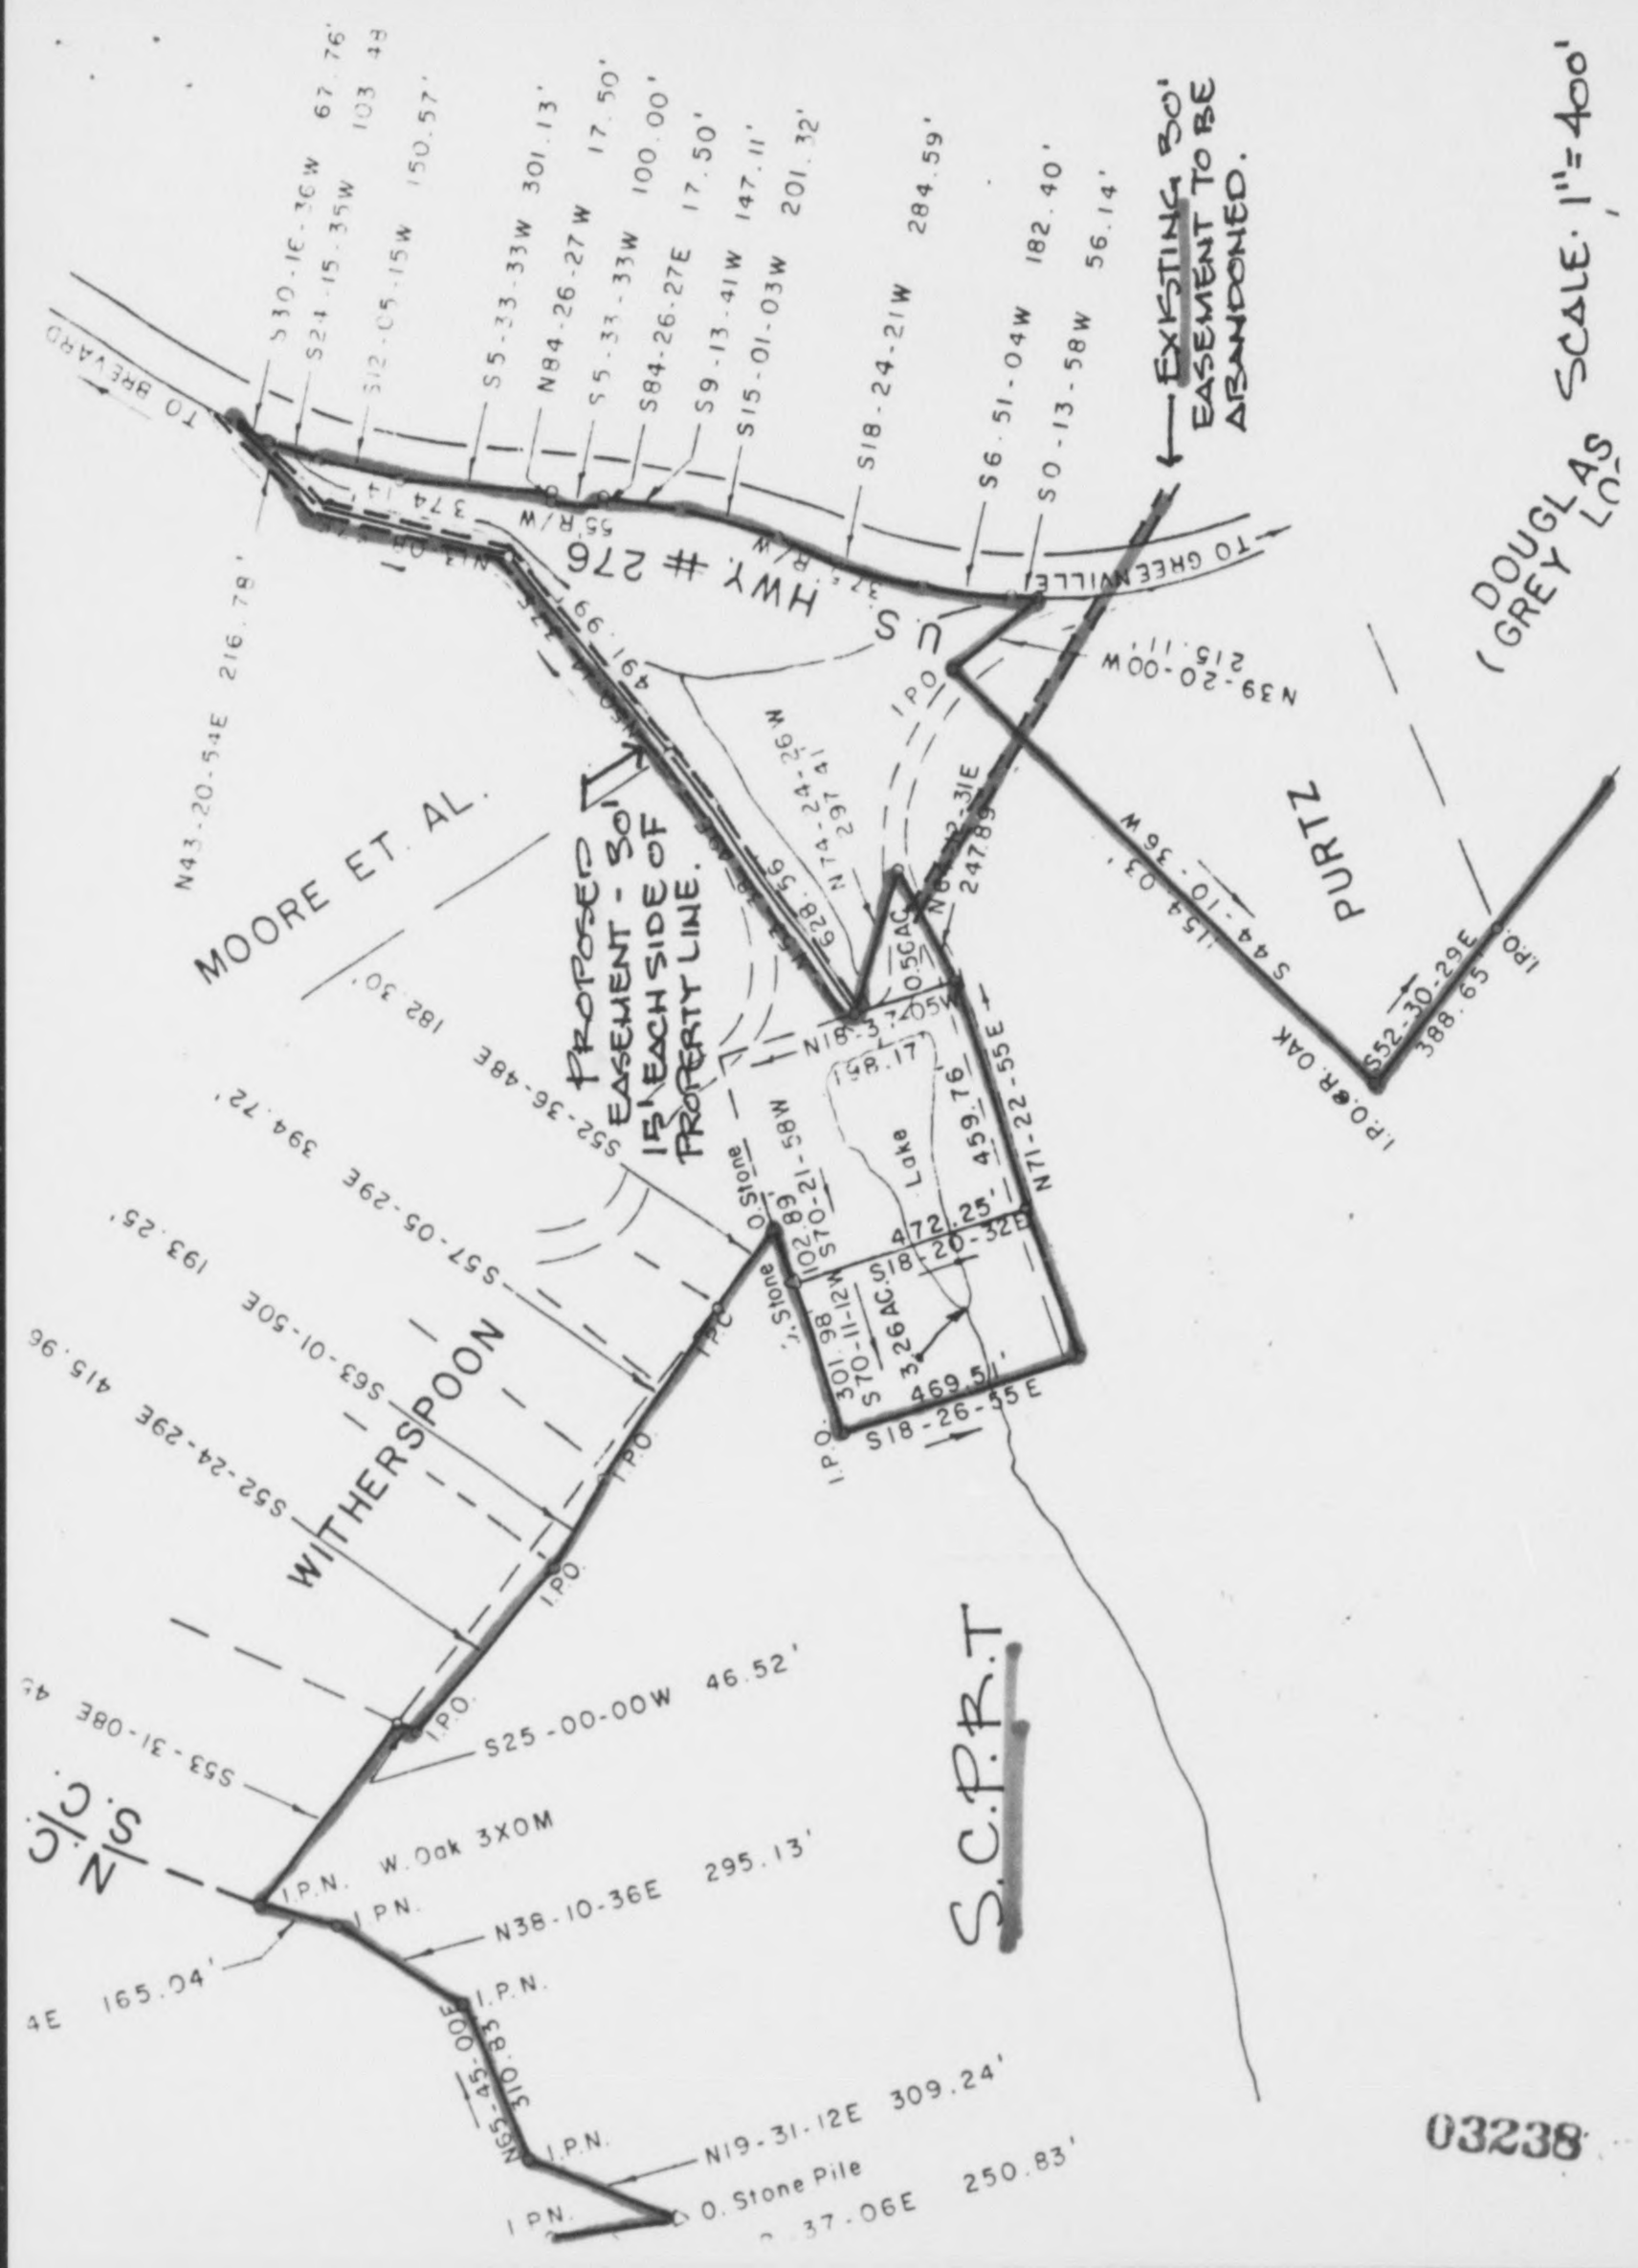 TO BREVARD
S30-16-36W 67.76'
S24-15-35W 103 48
S12-05-15W 150.57'
S5-33-33W 301.13'
N84-26-27W 17.50'
S5-33-33W 100.00'
S84-26-27E 17.50'
S9-13-41W 147.11'
S15-01-03W 201.32'
S18-24-21W 284.59'
S6-51-04W 182.40'
S0-13-58W 56.14'
EXISTING 30'
EASEMENT TO BE
ABANDONED.
SCALE. 1"=400'
DOUGLAS
(GREY LO
TO GREENVILLE
U.S. HWY. # 276
55 R/W
R/W
374
N43-20-54E 216.78'
491.99'
628.56'
MOORE ET. AL.
PROPOSED
EASEMENT - 30'
15' EACH SIDE OF
PROPERTY LINE.
N74-24-26W
297.41'
I.P.O
N39-20-00W
215.11'
247.89'
0.56AC
158.17'
1154.03'
S44-10-36W
PURTZ
S52-30-29E
388.65'
I.P.O.
I.P.O. @ R. OAK
N71-22-55E
459.76'
Lake
472.25'
S18-20-32E
O.Stone
J.Stone
102.89'
S70-21-58W
301.98'
S70-11-12W
3.26AC.
469.51'
S18-26-55E
I.P.O.
S52-36-48E 182.30'
S57-05-29E 394.72'
S63-01-50E 193.25'
S52-24-29E 415.96
WITHERSPOON
I.P.O.
I.P.O.
I.P.O.
I.P.O.
S53-31-08E
S25-00-00W 46.52'
N.C.
S.C.
I.P.N. W.Oak 3XOM
I.P.N.
4E 165.04'
N38-10-36E 295.13'
I.P.N.
N65-45-00E
310.83'
I.P.N.
N19-31-12E 309.24'
I.P.N.
O. Stone Pile
37-06E 250.83'
S.C.P.R.T
03238